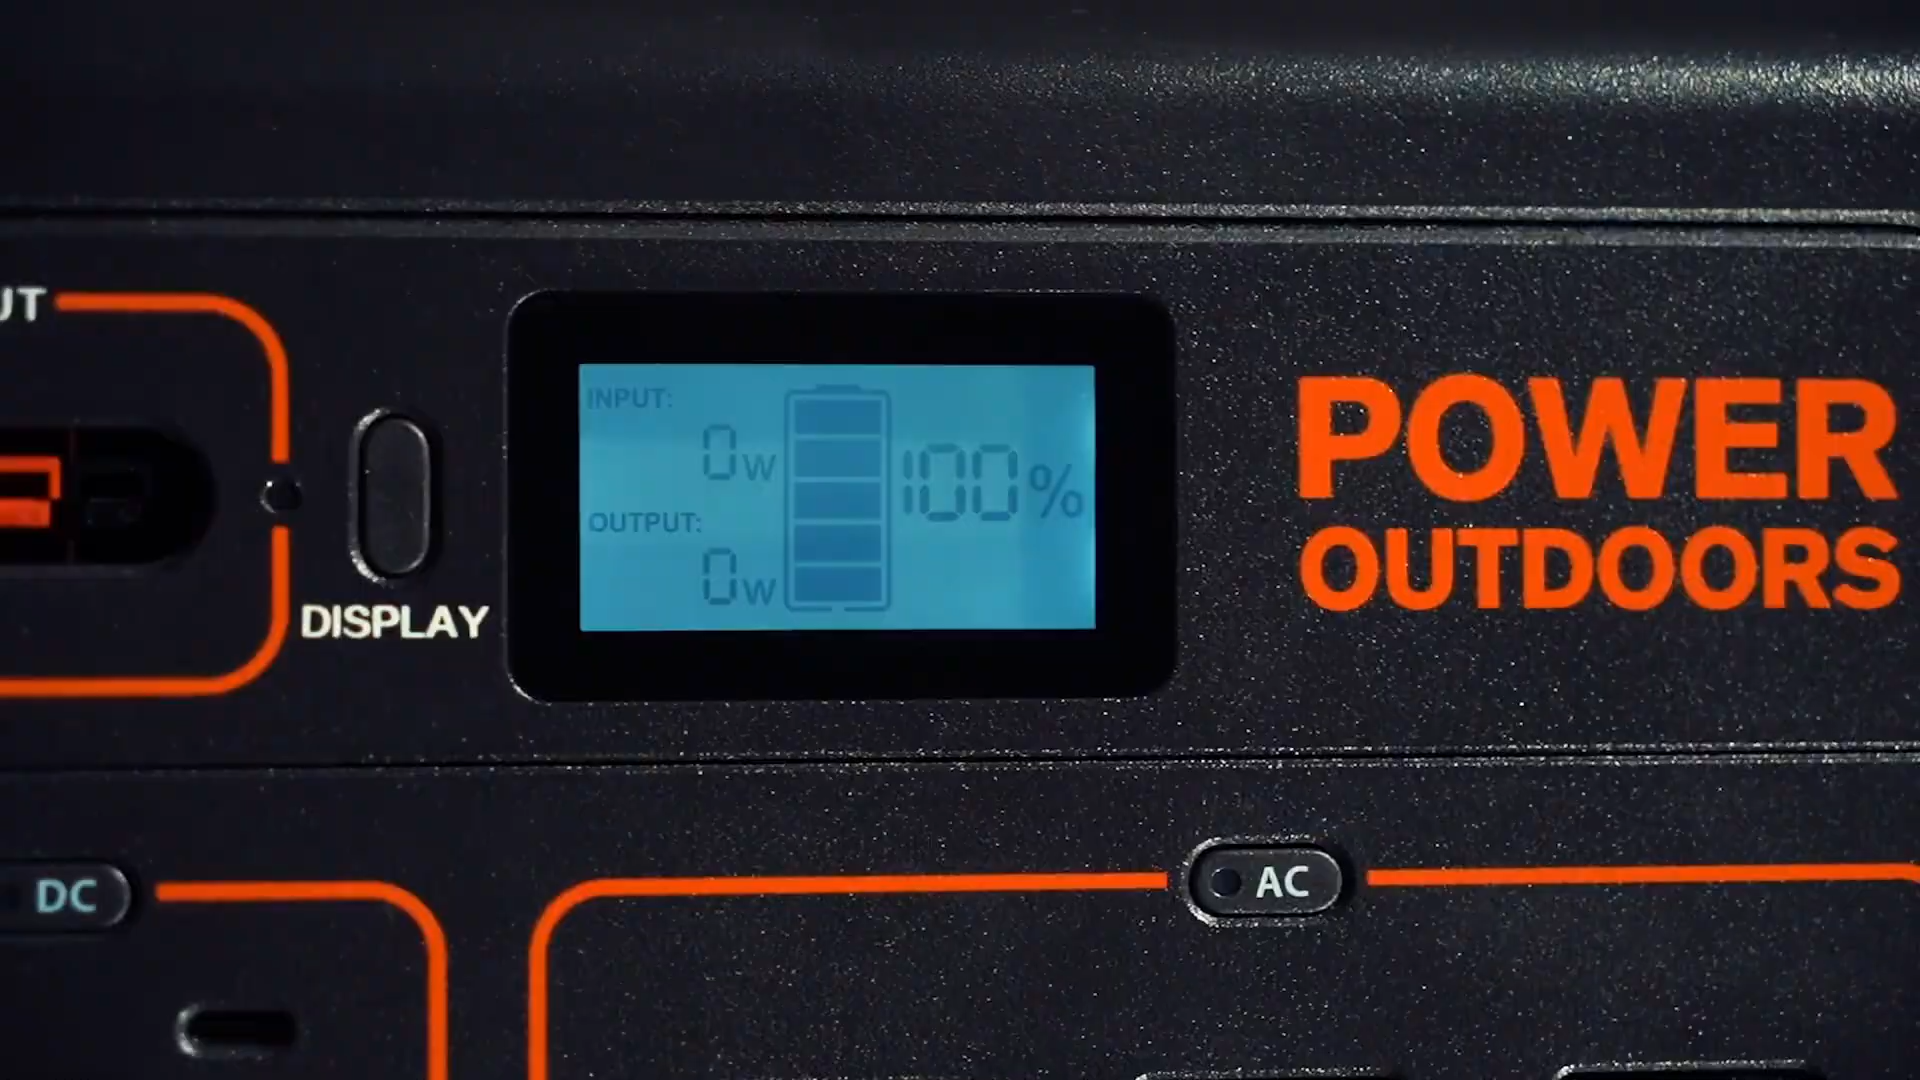 UT
DISPLAY
INPUT:
0W
OUTPUT:
0W
100%
POWER
OUTDOORS
DC
AC